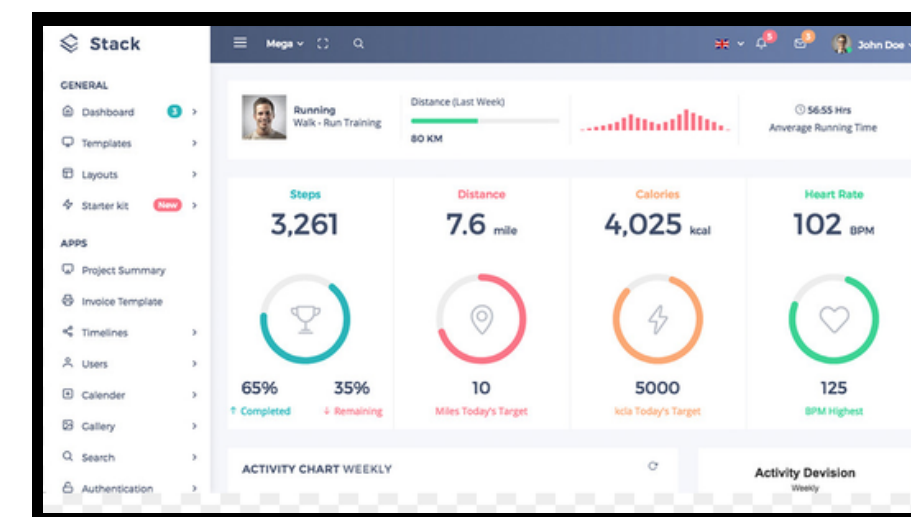 Stack
Mega
5
3
John Doe
GENERAL
Dashboard 3
Templates
Layouts
Starter kit New
APPS
Project Summary
Invoice Template
Timelines
Users
Calender
Gallery
Search
Authentication
Running
Walk - Run Training
Distance (Last Week)
80 KM
56:55 Hrs
Anverage Running Time
Steps
3,261
65% 35%
↑ Completed ↓ Remaining
Distance
7.6 mile
10
Miles Today's Target
Calories
4,025 kcal
5000
kcla Today's Target
Heart Rate
102 BPM
125
BPM Highest
ACTIVITY CHART WEEKLY
Activity Devision
Weekly